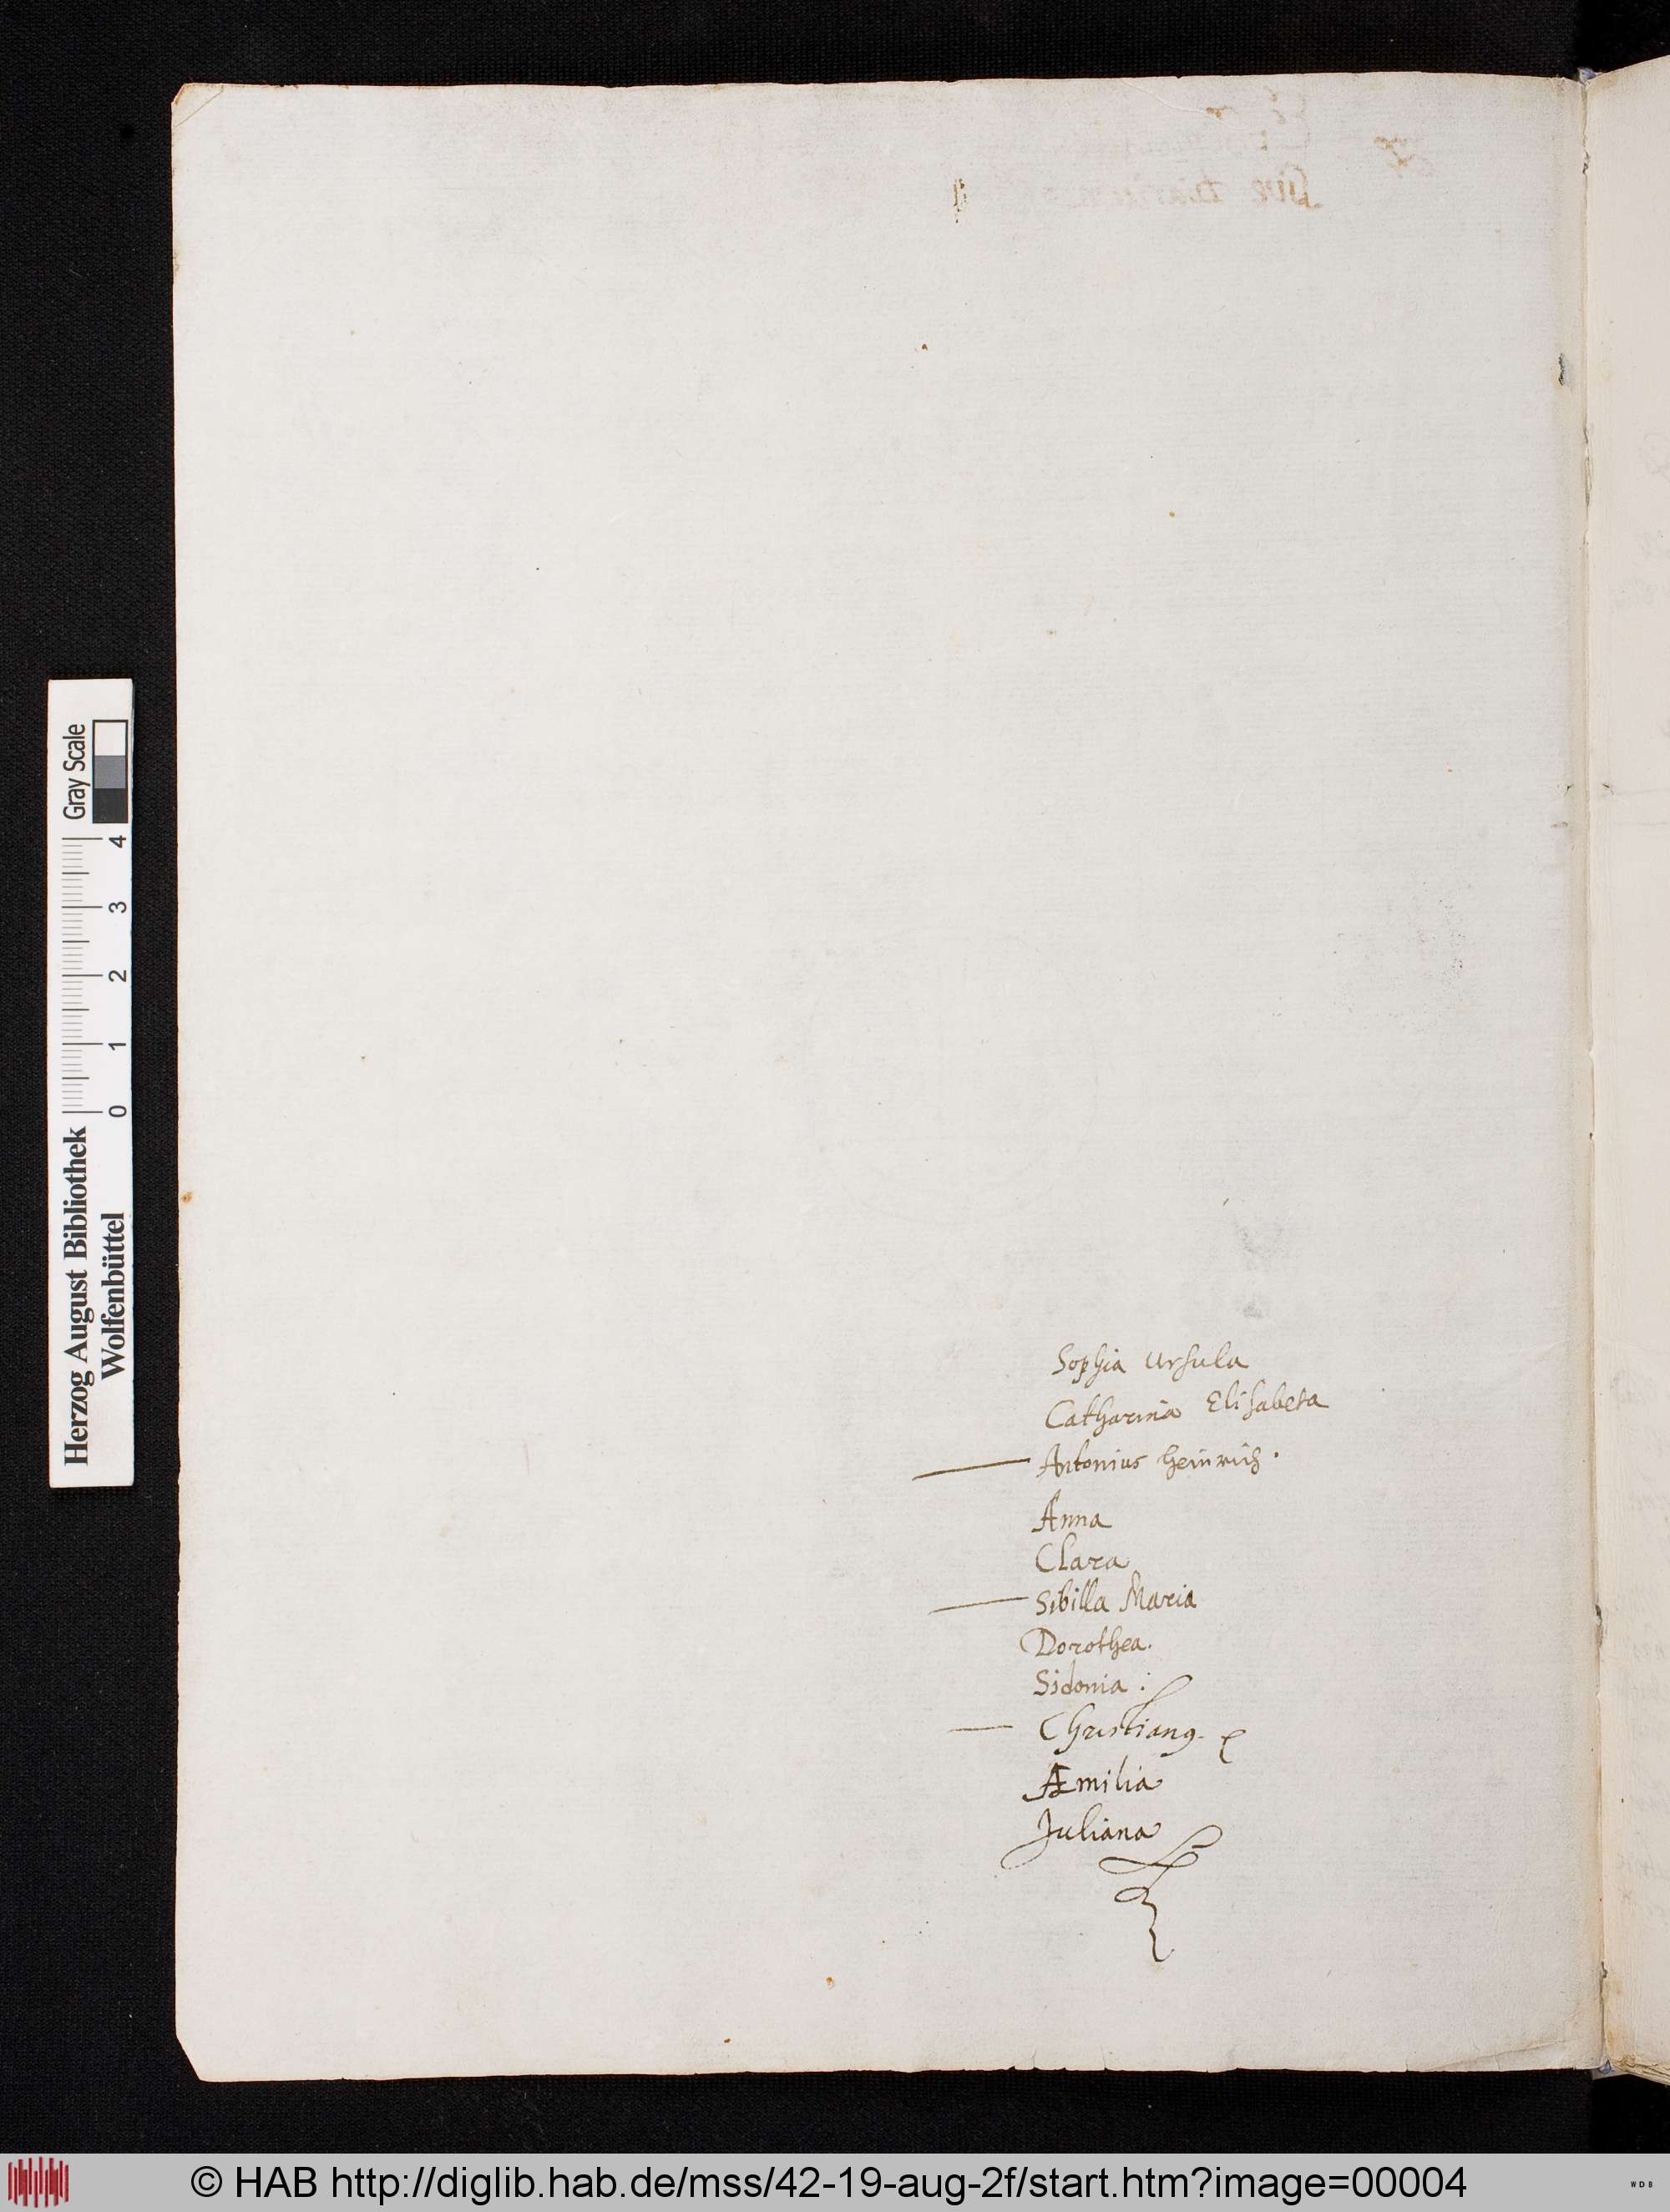 Sophia Ursula
Catharina Elisabeta
Antonius Heinrich.
Anna
Clara
Sibilla Maria
Dorothea.
Sidonia :
Christianꝰ.
Æmilia
Juliana
Herzog August Bibliothek
Wolfenbüttel
0 1 2 3 4
Gray Scale
© HAB http://diglib.hab.de/mss/42-19-aug-2f/start.htm?image=00004
WDB